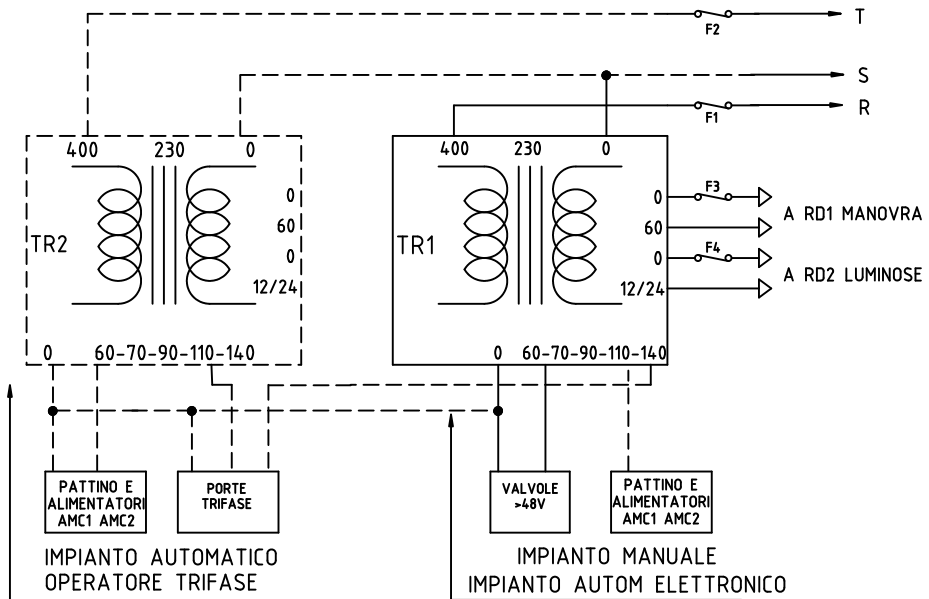 T
F2
S
R
F1
400 230 0
400 230 0
0
60
0
12/24
TR2
0
60
0
12/24
TR1
F3
A RD1 MANOVRA
F4
A RD2 LUMINOSE
0 60-70-90-110-140
0 60-70-90-110-140
PATTINO E
ALIMENTATORI
AMC1 AMC2
PORTE
TRIFASE
VALVOLE
>48V
PATTINO E
ALIMENTATORI
AMC1 AMC2
IMPIANTO AUTOMATICO
OPERATORE TRIFASE
IMPIANTO MANUALE
IMPIANTO AUTOM ELETTRONICO